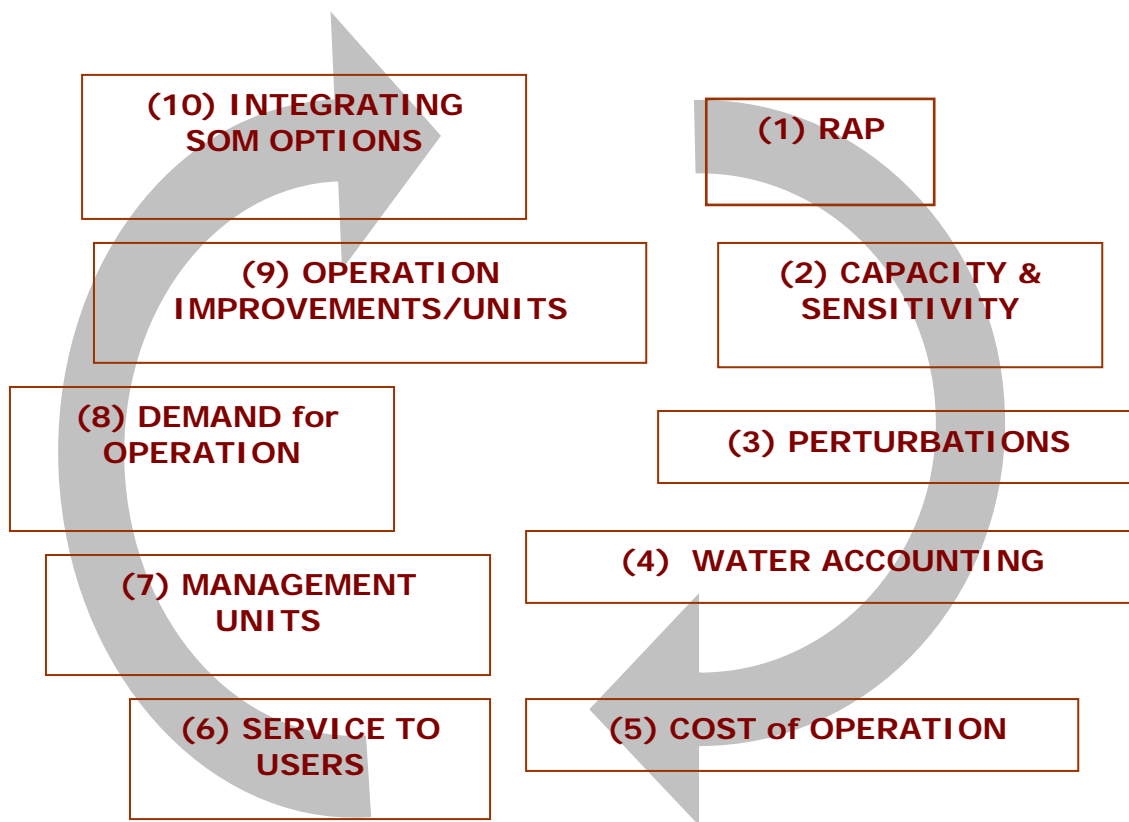 (1) RAP
(2) CAPACITY &
SENSITIVITY
(3) PERTURBATIONS
(4) WATER ACCOUNTING
(5) COST of OPERATION
(6) SERVICE TO
USERS
(7) MANAGEMENT
UNITS
(8) DEMAND for
OPERATION
(9) OPERATION
IMPROVEMENTS/UNITS
(10) INTEGRATING
SOM OPTIONS